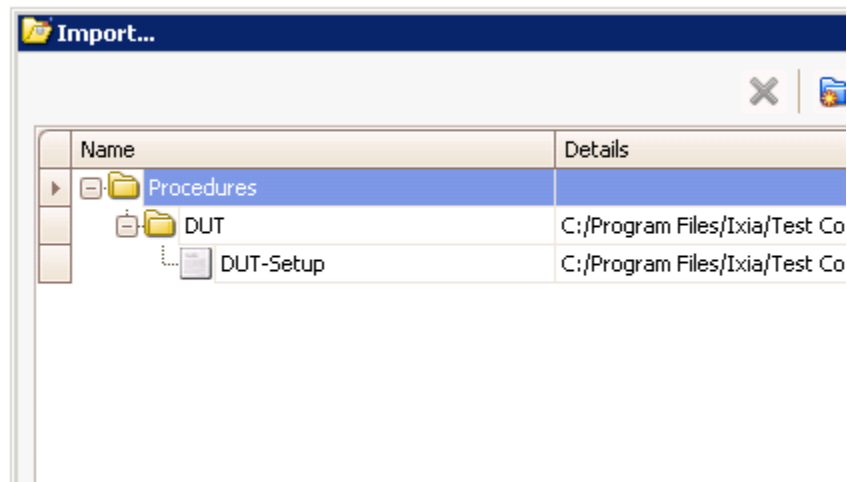 Import...
Name Details
Procedures
DUT C:/Program Files/Ixia/Test Co
DUT-Setup C:/Program Files/Ixia/Test Co